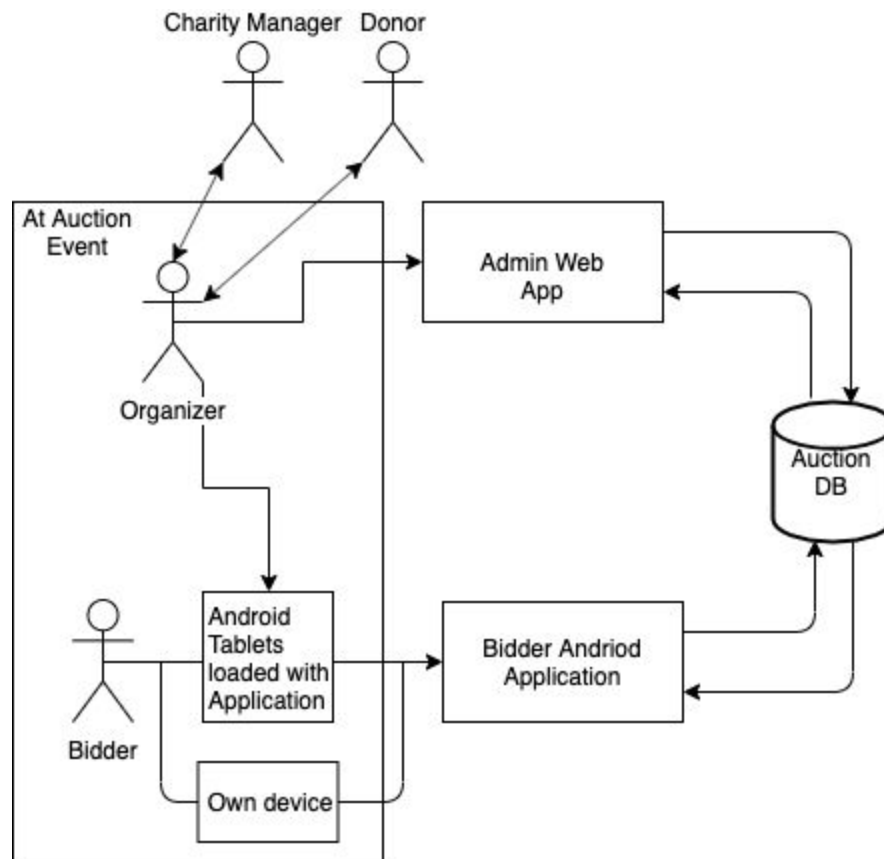 Charity Manager
Donor
At Auction
Event
Admin Web
App
Organizer
Auction
DB
Android
Tablets
loaded with
Application
Bidder Andriod
Application
Bidder
Own device